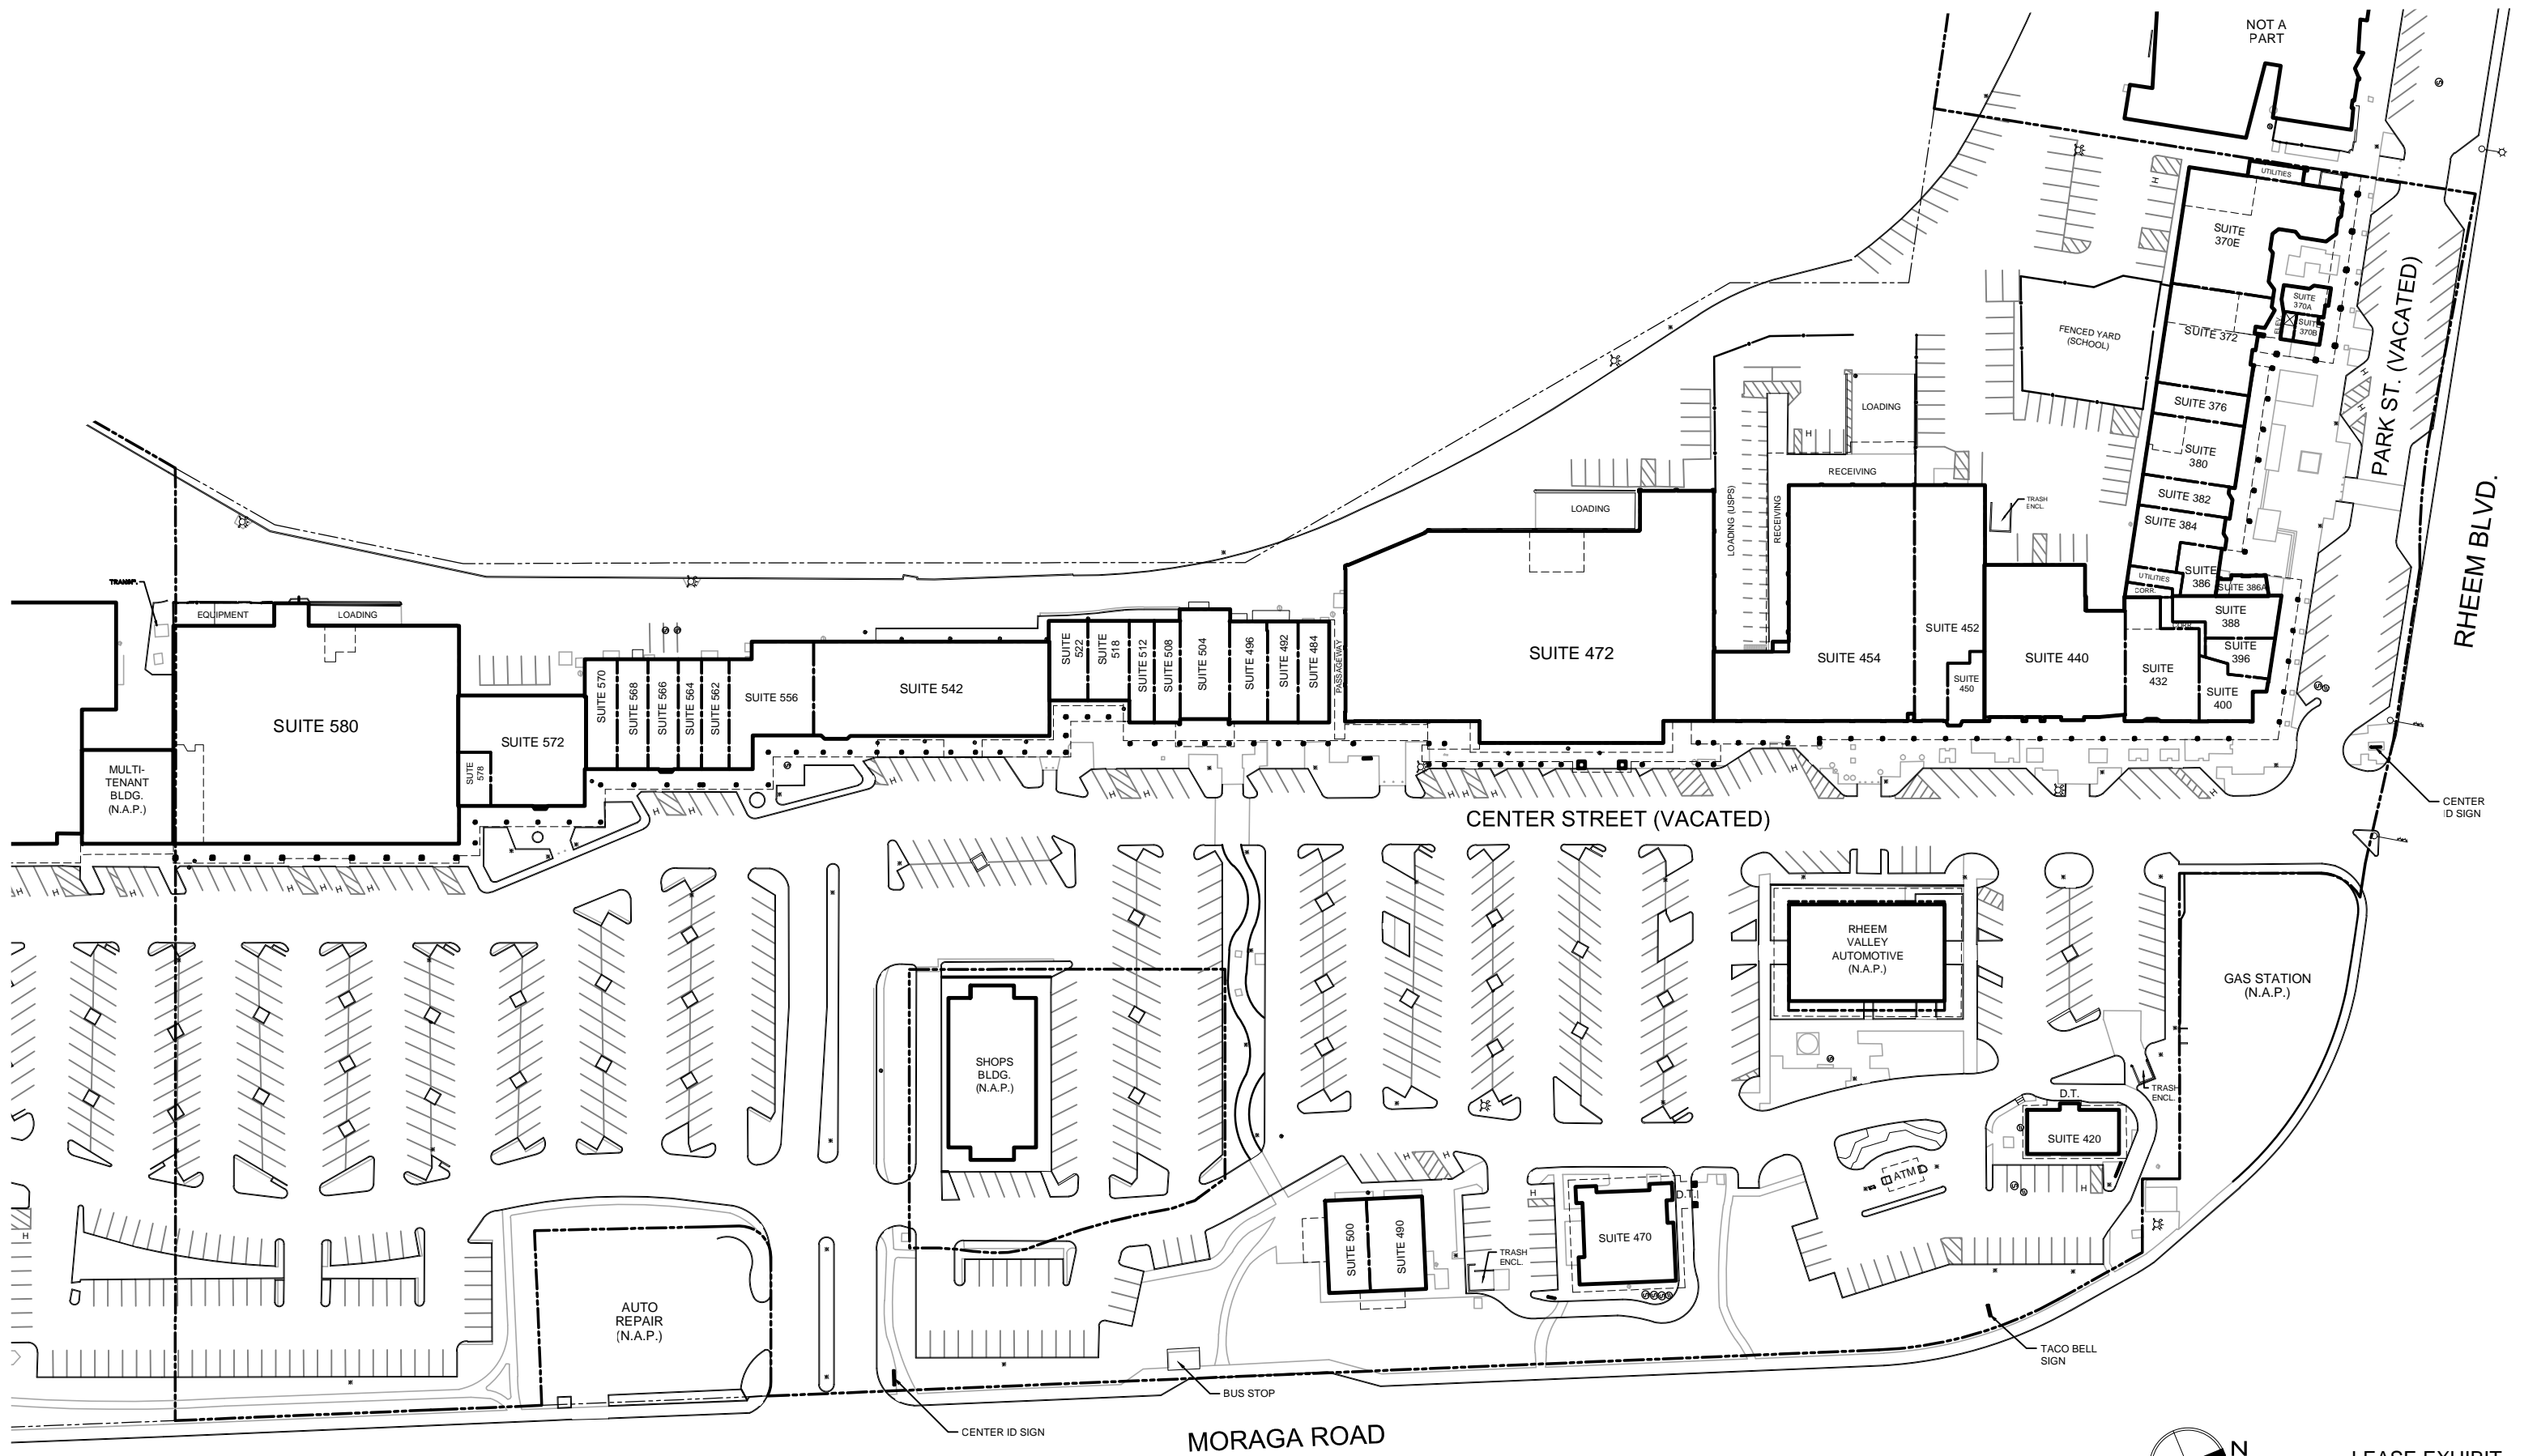 NOT A
PART
UTILITIES
H
SUITE
370E
SUITE
370A
SUITE
370B
SUITE 372
FENCED YARD
(SCHOOL)
SUITE 376
SUITE
380
SUITE 382
SUITE 384
SUITE
386
SUITE 386A
UTILITIES
CORR.
SUITE
388
SUITE
396
SUITE
400
SUITE
432
PARK ST. (VACATED)
RHEEM BLVD.
H
H
LOADING
H
RECEIVING
LOADING (USPS)
RECEIVING
TRASH
ENCL.
LOADING
SUITE 472
SUITE 454
SUITE 452
SUITE
450
SUITE 440
EQUIPMENT
LOADING
SUITE 580
MULTI-
TENANT
BLDG.
(N.A.P.)
SUITE 572
SUITE
578
SUITE 570
SUITE 568
SUITE 566
SUITE 564
SUITE 562
SUITE 556
SUITE 542
SUITE
522
SUITE
518
SUITE 512
SUITE 508
SUITE 504
SUITE 496
SUITE 492
SUITE 484
PASSAGEWAY
CENTER STREET (VACATED)
CENTER
ID SIGN
H
H
H
H
H
H
H
H
H
H
H
H
H
H
RHEEM
VALLEY
AUTOMOTIVE
(N.A.P.)
GAS STATION
(N.A.P.)
SHOPS
BLDG.
(N.A.P.)
TRASH
ENCL.
D.T.
SUITE 420
H
ATM
H
H
SUITE 500
SUITE 490
TRASH
ENCL.
H
SUITE 470
D.T.
H
AUTO
REPAIR
(N.A.P.)
TACO BELL
SIGN
BUS STOP
CENTER ID SIGN
MORAGA ROAD
N
LEASE EXHIBIT